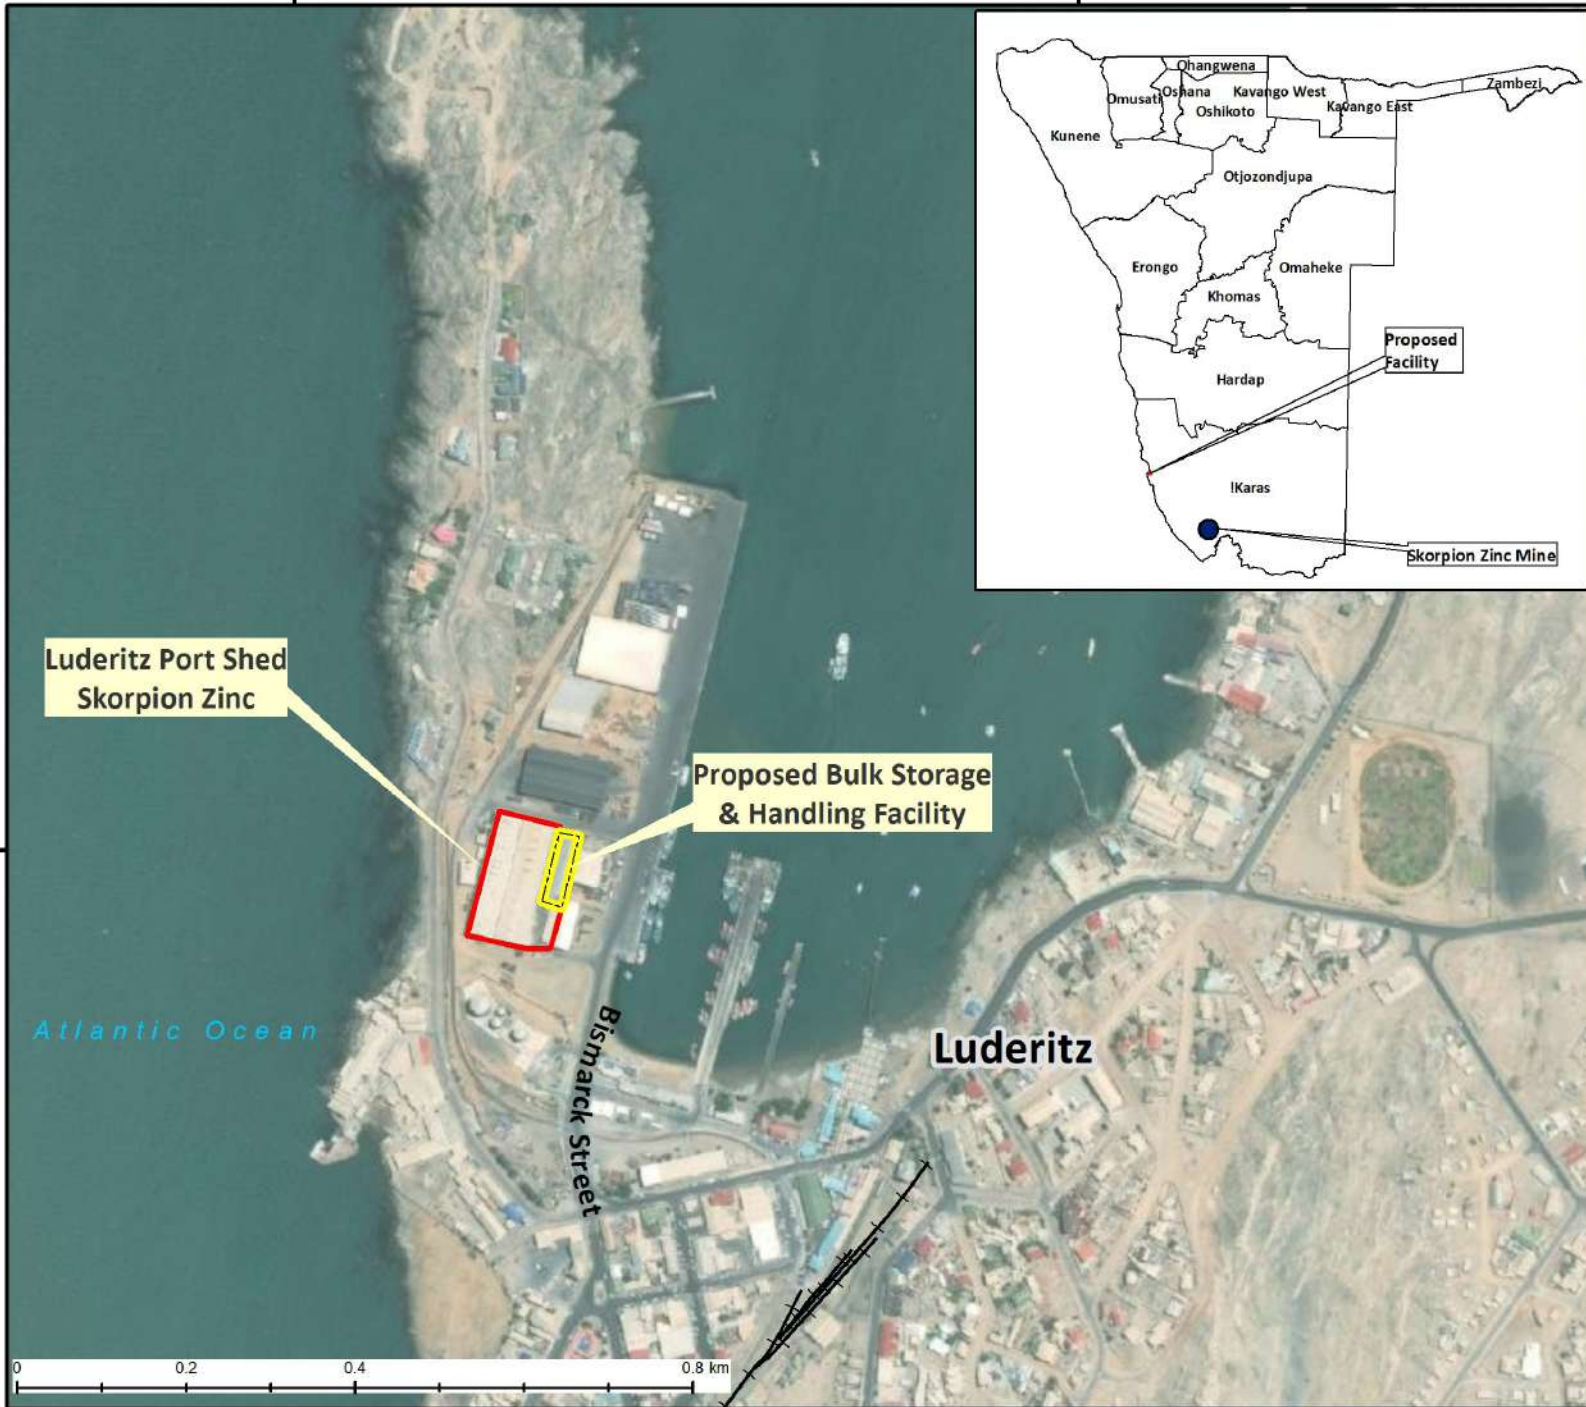 Ohangwena
Zambezi
Omusati
Oshana
Kavango West
Oshikoto
Kavango East
Kunene
Otjozondjupa
Erongo
Omaheke
Khomas
Proposed
Facility
Hardap
!Karas
Skorpion Zinc Mine
Luderitz Port Shed
Skorpion Zinc
Proposed Bulk Storage
& Handling Facility
Atlantic Ocean
Bismarck Street
Luderitz
0 0.2 0.4 0.8 km